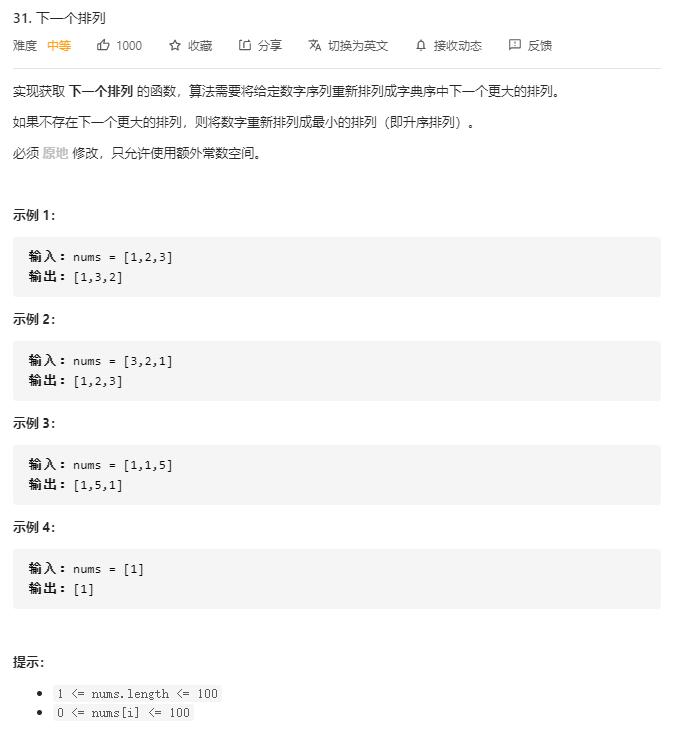 31. 下一个排列
难度 中等 1000 收藏 分享 切换为英文 接收动态 反馈
实现获取 下一个排列 的函数，算法需要将给定数字序列重新排列成字典序中下一个更大的排列。
如果不存在下一个更大的排列，则将数字重新排列成最小的排列（即升序排列）。
必须 原地 修改，只允许使用额外常数空间。
示例 1：
输入：nums = [1,2,3]
输出：[1,3,2]
示例 2：
输入：nums = [3,2,1]
输出：[1,2,3]
示例 3：
输入：nums = [1,1,5]
输出：[1,5,1]
示例 4：
输入：nums = [1]
输出：[1]
提示：
1 <= nums.length <= 100
0 <= nums[i] <= 100